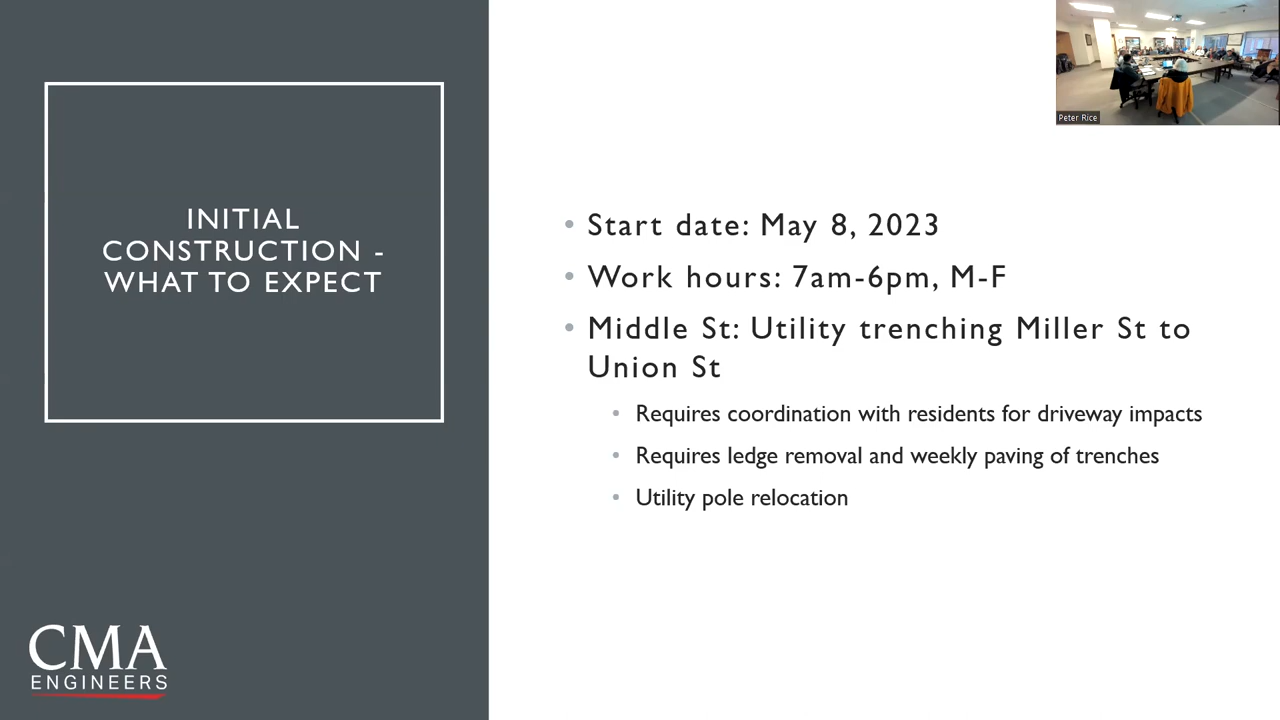 INITIAL
CONSTRUCTION -
WHAT TO EXPECT
CMA
ENGINEERS
• Start date: May 8, 2023
• Work hours: 7am-6pm, M-F
• Middle St: Utility trenching Miller St to
Union St
• Requires coordination with residents for driveway impacts
• Requires ledge removal and weekly paving of trenches
• Utility pole relocation
Peter Rice